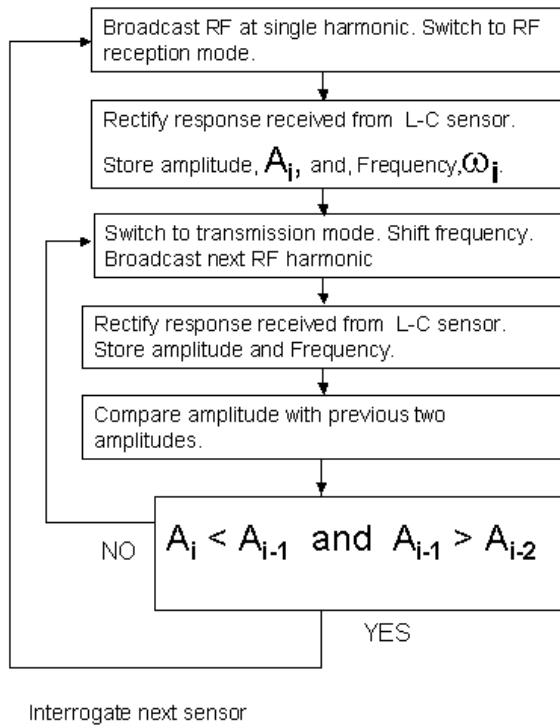 Broadcast RF at single harmonic. Switch to RF
reception mode.
Rectify response received from L-C sensor.
Store amplitude, Aᵢ, and, Frequency,ωᵢ.
Switch to transmission mode. Shift frequency.
Broadcast next RF harmonic
Rectify response received from L-C sensor.
Store amplitude and Frequency.
Compare amplitude with previous two
amplitudes.
NO
Aᵢ < Aᵢ₋₁ and Aᵢ₋₁ > Aᵢ₋₂
YES
Interrogate next sensor